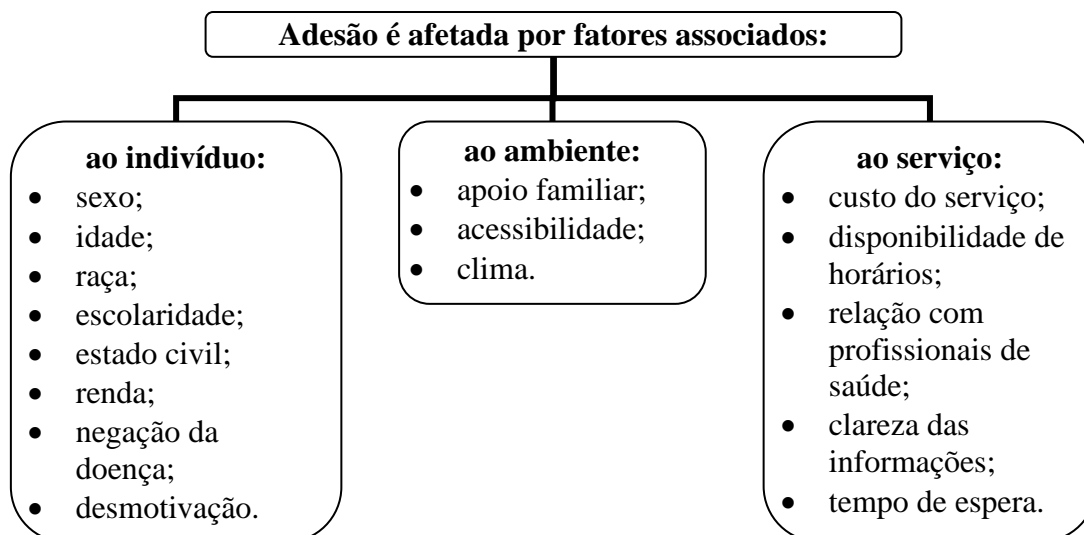 Adesão é afetada por fatores associados:
ao indivíduo:
• sexo;
• idade;
• raça;
• escolaridade;
• estado civil;
• renda;
• negação da
doença;
• desmotivação.
ao ambiente:
• apoio familiar;
• acessibilidade;
• clima.
ao serviço:
• custo do serviço;
• disponibilidade de
horários;
• relação com
profissionais de
saúde;
• clareza das
informações;
• tempo de espera.